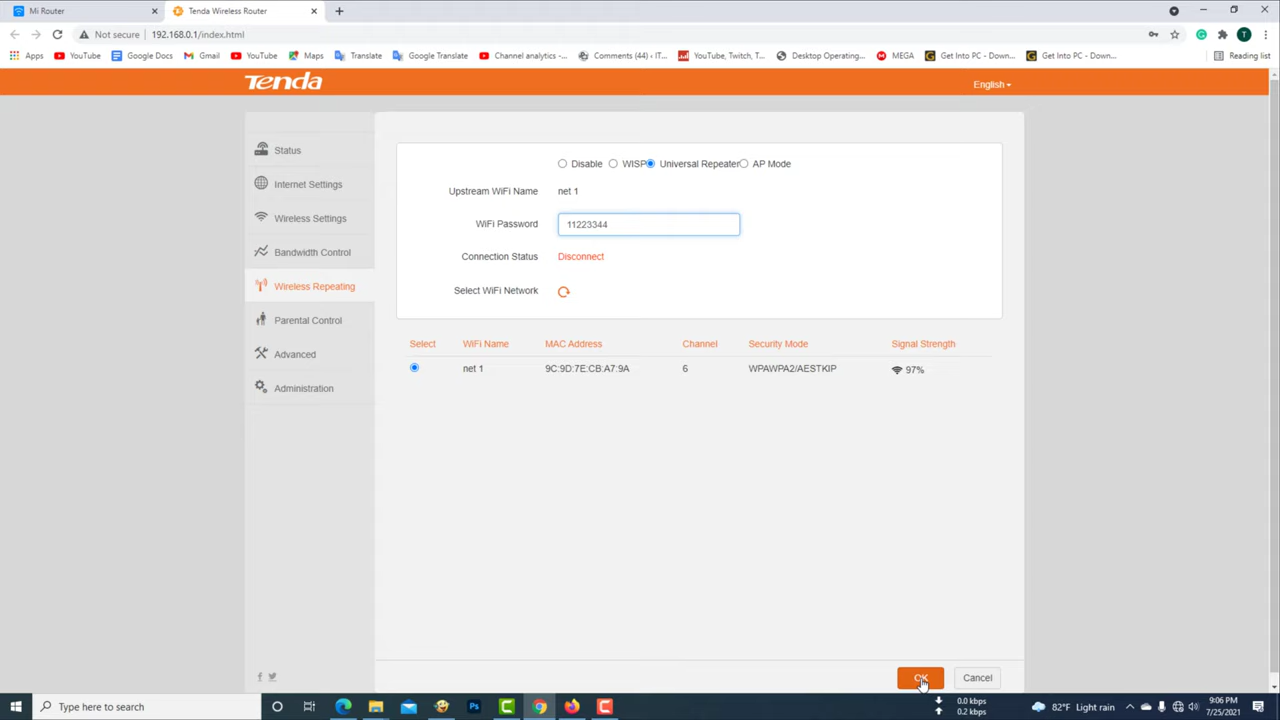 Mi Router
Tenda Wireless Router
Not secure 192.168.0.1/index.html
T
Apps YouTube Google Docs YouTube Gmail Maps Translate Google Translate Channel analytics -... Comments (44) ‹ IT... YouTube, Twitch, T... Desktop Operating... MEGA Get Into PC - Down... Get Into PC - Down... Reading list
Tenda
English
Status
Internet Settings
Wireless Settings
Bandwidth Control
Wireless Repeating
Parental Control
Advanced
Administration
Disable WISP Universal Repeater AP Mode
Upstream WiFi Name net 1
WiFi Password 11223344
Connection Status Disconnect
Select WiFi Network
Select WiFi Name MAC Address Channel Security Mode Signal Strength
net 1 9C:9D:7E:CB:A7:9A 6 WPAWPA2/AESTKIP 97%
OK Cancel
Type here to search
Ps
0.0 kbps
0.2 kbps
82°F Light rain
9:06 PM
7/25/2021